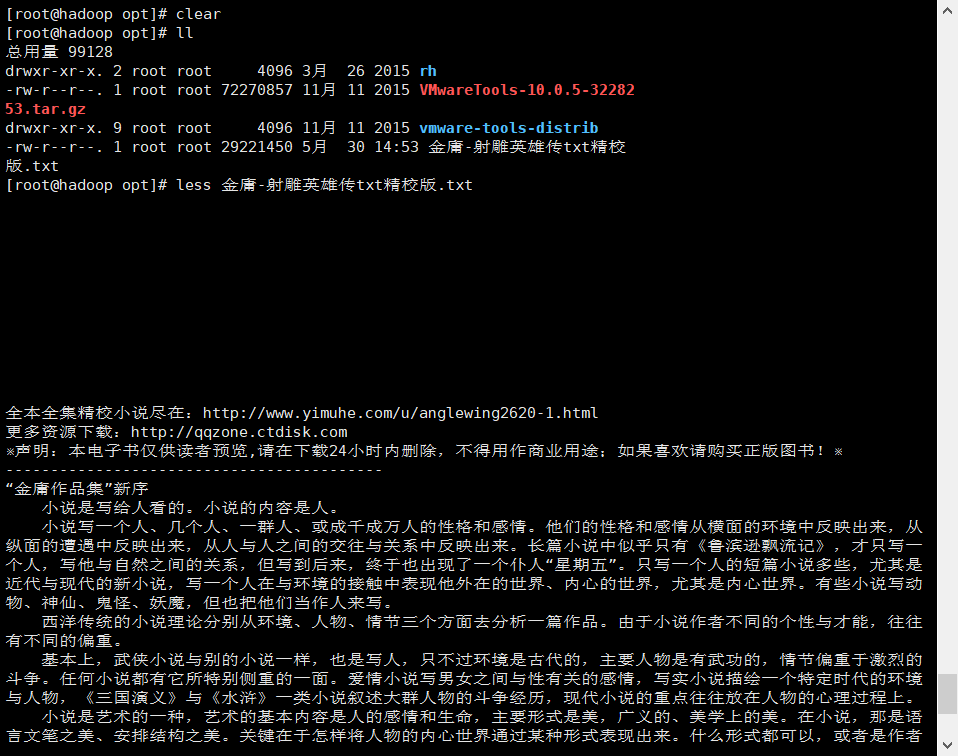 [root@hadoop opt]# clear
[root@hadoop opt]# ll
总用量 99128
drwxr-xr-x. 2 root root     4096 3月  26 2015 rh
-rw-r--r--. 1 root root 72270857 11月 11 2015 VMwareTools-10.0.5-32282
53.tar.gz
drwxr-xr-x. 9 root root     4096 11月 11 2015 vmware-tools-distrib
-rw-r--r--. 1 root root 29221450 5月  30 14:53 金庸-射雕英雄传txt精校
版.txt
[root@hadoop opt]# less 金庸-射雕英雄传txt精校版.txt
全本全集精校小说尽在：http://www.yimuhe.com/u/anglewing2620-1.html
更多资源下载：http://qqzone.ctdisk.com
※声明：本电子书仅供读者预览,请在下载24小时内删除，不得用作商业用途；如果喜欢请购买正版图书！※
------------------------------------------
“金庸作品集”新序
　　小说是写给人看的。小说的内容是人。
　　小说写一个人、几个人、一群人、或成千成万人的性格和感情。他们的性格和感情从横面的环境中反映出来，从
纵面的遭遇中反映出来，从人与人之间的交往与关系中反映出来。长篇小说中似乎只有《鲁滨逊飘流记》，才只写一
个人，写他与自然之间的关系，但写到后来，终于也出现了一个仆人“星期五”。只写一个人的短篇小说多些，尤其是
近代与现代的新小说，写一个人在与环境的接触中表现他外在的世界、内心的世界，尤其是内心世界。有些小说写动
物、神仙、鬼怪、妖魔，但也把他们当作人来写。
　　西洋传统的小说理论分别从环境、人物、情节三个方面去分析一篇作品。由于小说作者不同的个性与才能，往往
有不同的偏重。
　　基本上，武侠小说与别的小说一样，也是写人，只不过环境是古代的，主要人物是有武功的，情节偏重于激烈的
斗争。任何小说都有它所特别侧重的一面。爱情小说写男女之间与性有关的感情，写实小说描绘一个特定时代的环境
与人物，《三国演义》与《水浒》一类小说叙述大群人物的斗争经历，现代小说的重点往往放在人物的心理过程上。
　　小说是艺术的一种，艺术的基本内容是人的感情和生命，主要形式是美，广义的、美学上的美。在小说，那是语
言文笔之美、安排结构之美。关键在于怎样将人物的内心世界通过某种形式表现出来。什么形式都可以，或者是作者